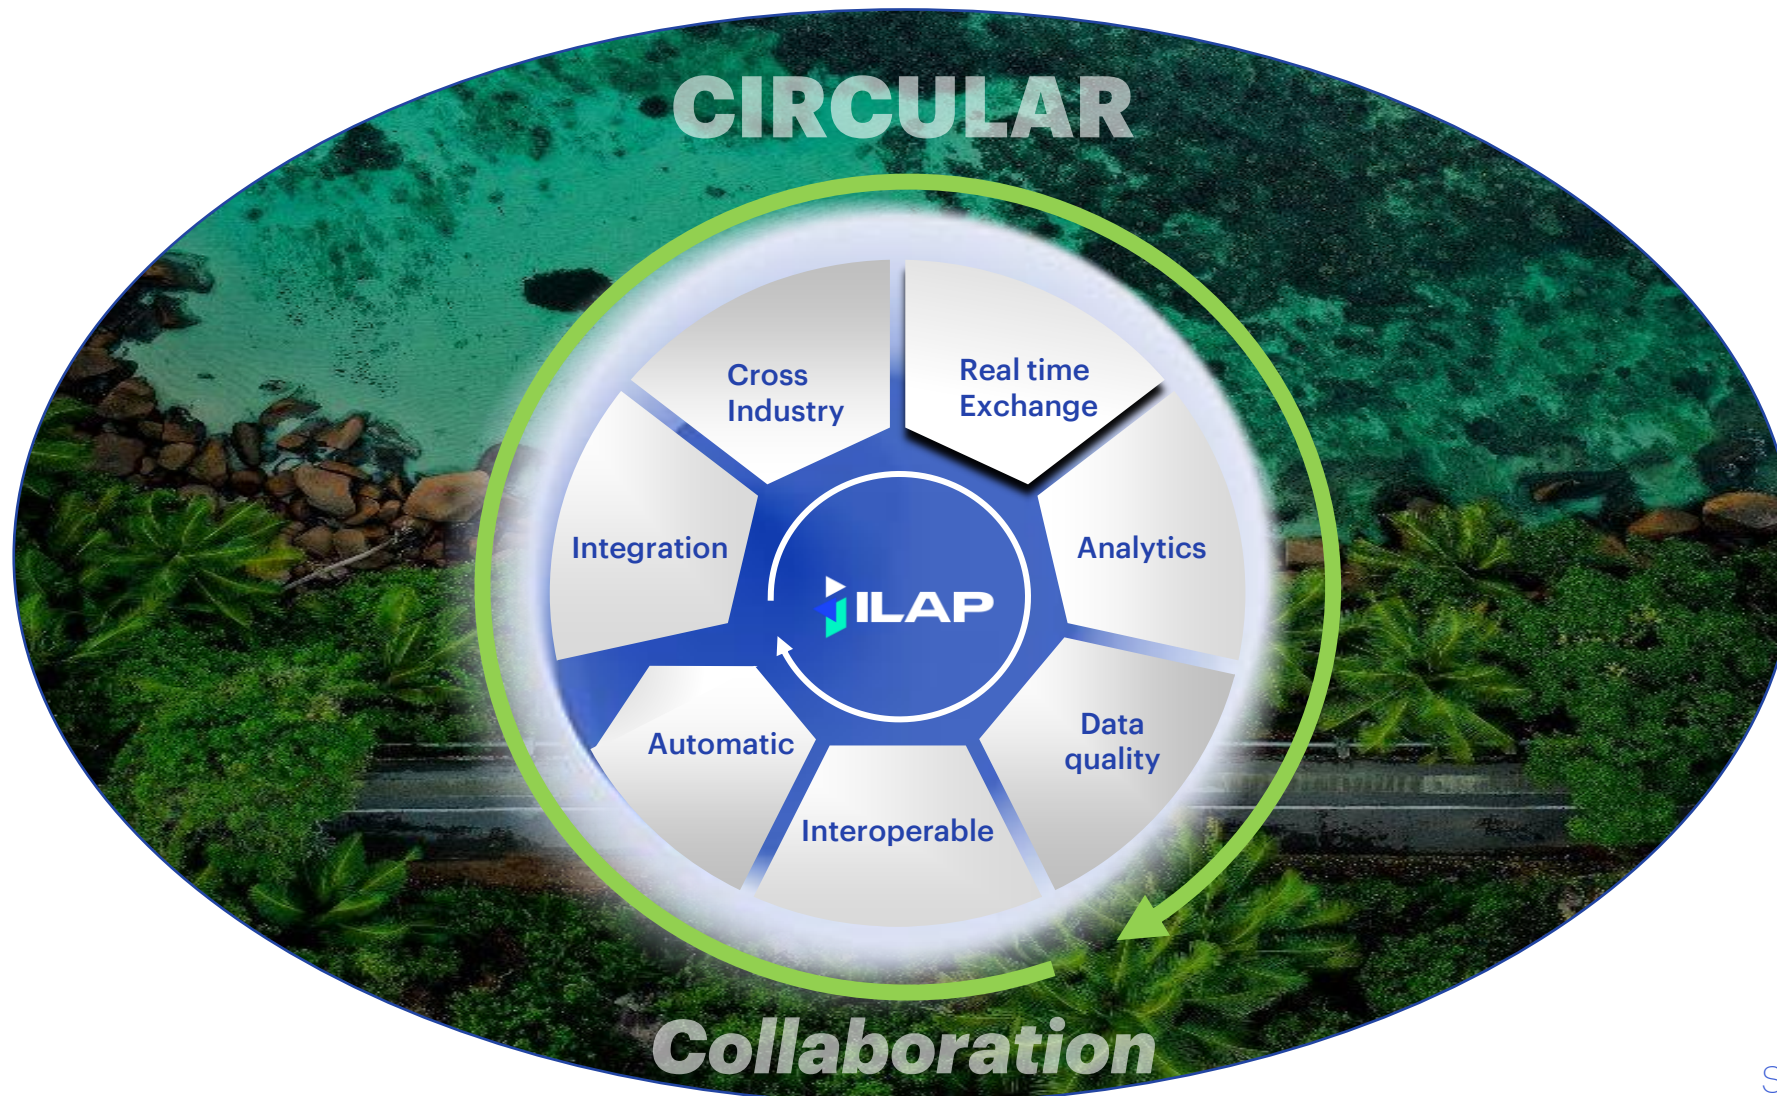 CIRCULAR
Cross
Industry
Real time
Exchange
Integration
Analytics
ILAP
Automatic
Data
quality
Interoperable
Collaboration
S